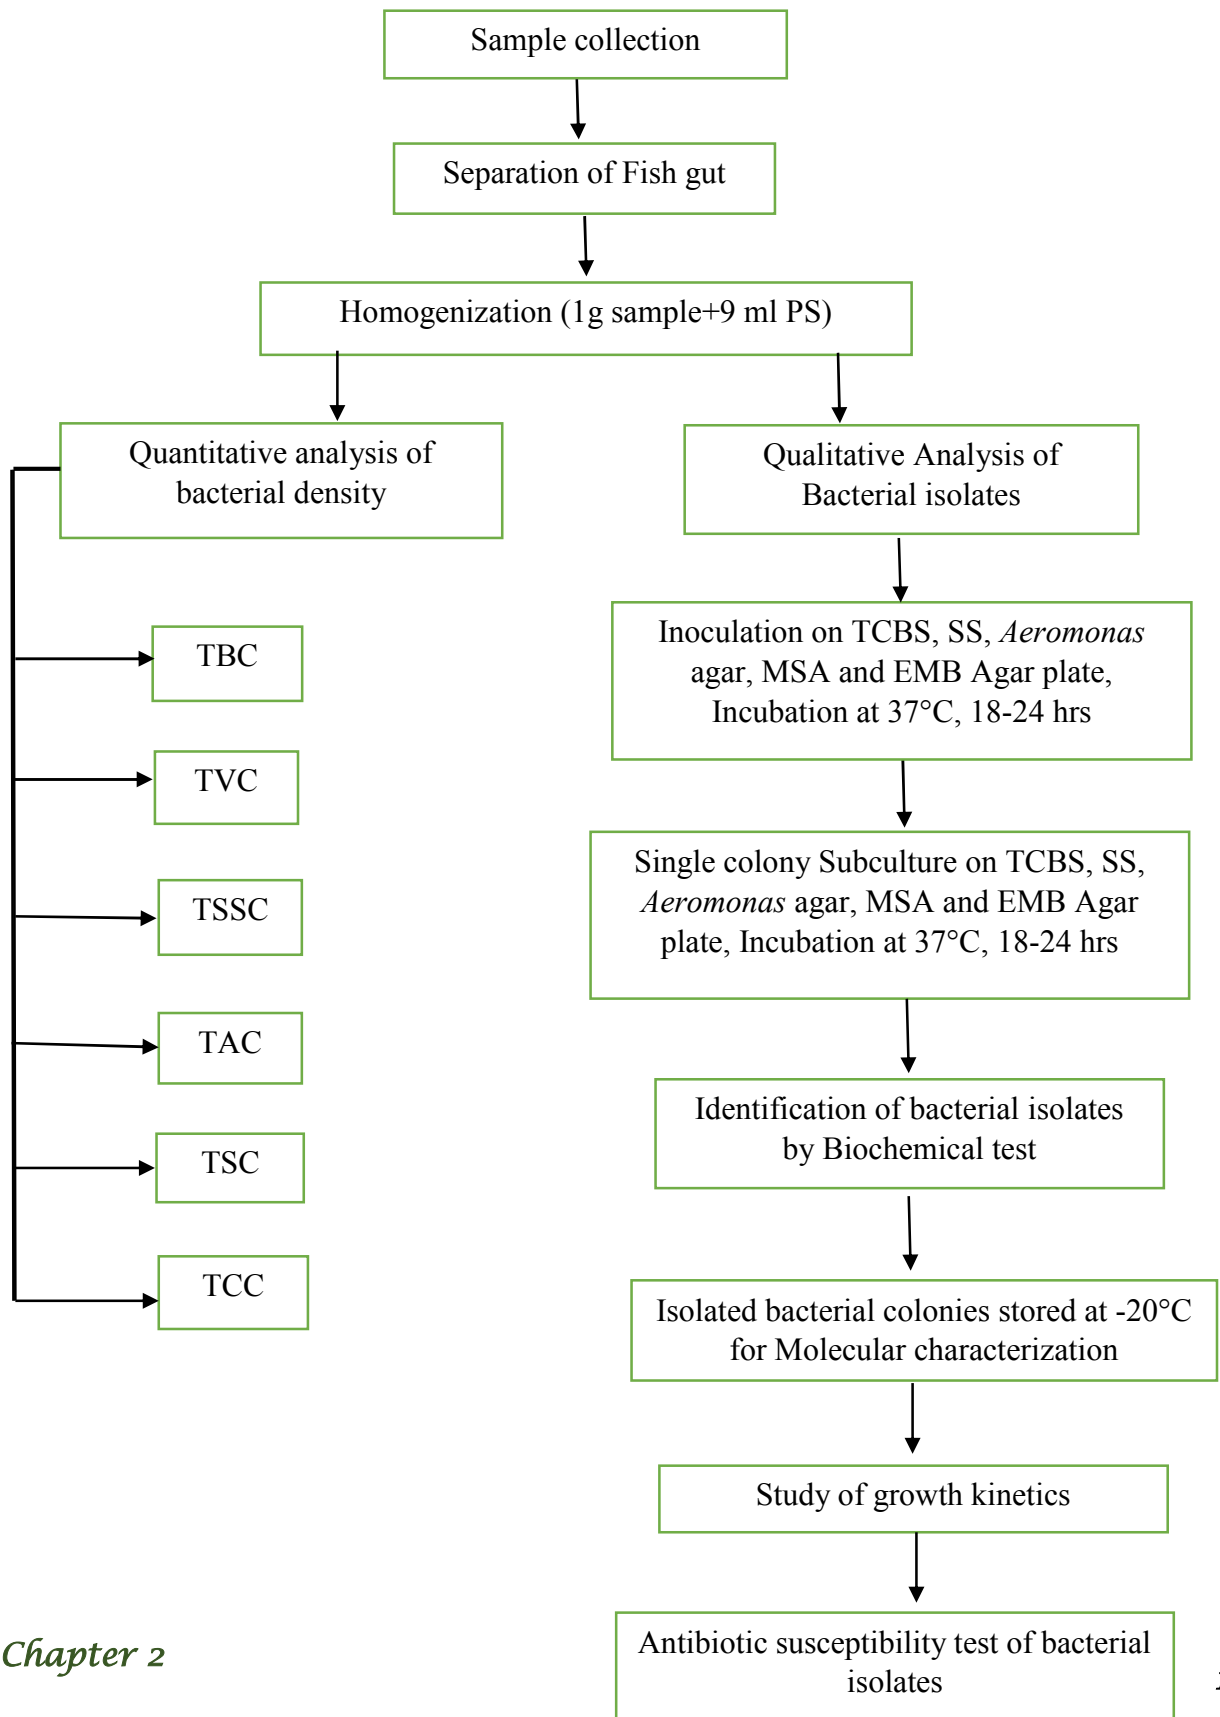 Sample collection
Separation of Fish gut
Homogenization (1g sample+9 ml PS)
Quantitative analysis of
bacterial density
TBC
TVC
TSSC
TAC
TSC
TCC
Qualitative Analysis of
Bacterial isolates
Inoculation on TCBS, SS, Aeromonas
agar, MSA and EMB Agar plate,
Incubation at 37°C, 18-24 hrs
Single colony Subculture on TCBS, SS,
Aeromonas agar, MSA and EMB Agar
plate, Incubation at 37°C, 18-24 hrs
Identification of bacterial isolates
by Biochemical test
Isolated bacterial colonies stored at -20°C
for Molecular characterization
Study of growth kinetics
Antibiotic susceptibility test of bacterial
isolates
Chapter 2